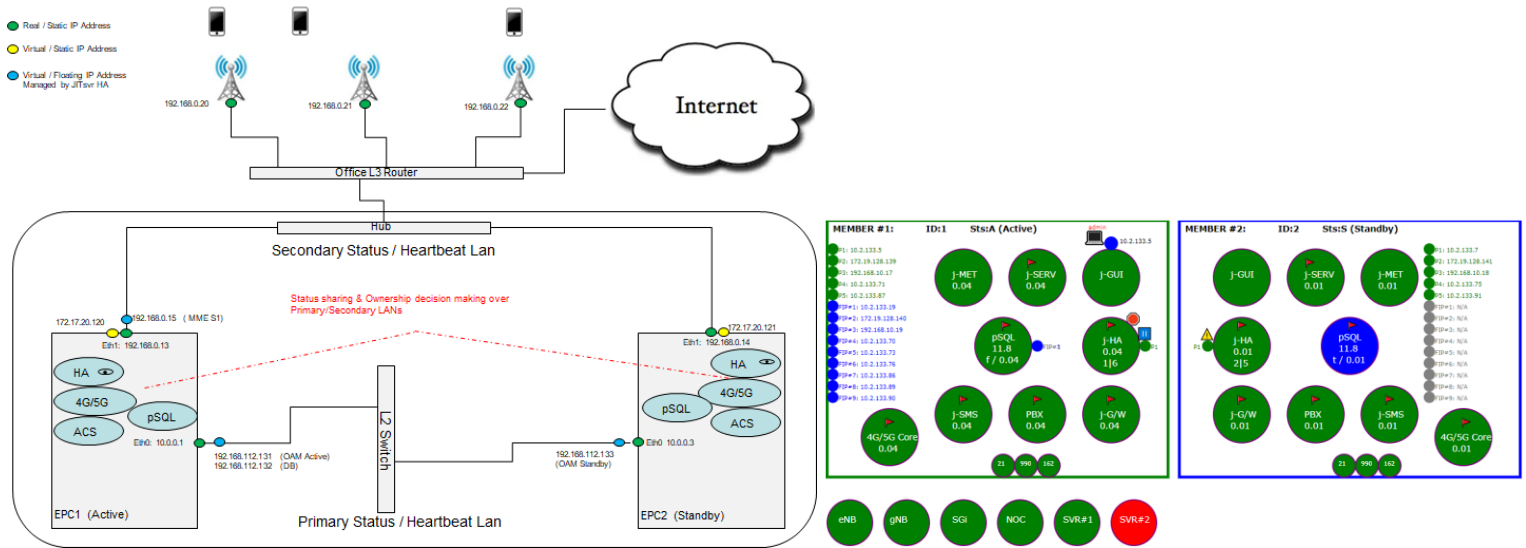 Real / Static IP Address
Virtual / Static IP Address
Virtual / Floating IP Address
Managed by JITsvr HA
192.168.0.20
192.168.0.21
192.168.0.22
Internet
Office L3 Router
Hub
Secondary Status / Heartbeat Lan
Status sharing & Ownership decision making over
Primary/Secondary LANs
172.17.20.120
192.168.0.15 ( MME S1)
Eth1: 192.168.0.13
HA
4G/5G
pSQL
ACS
Eth0: 10.0.0.1
192.168.112.131 (OAM Active)
192.168.112.132 (DB)
EPC1 (Active)
L2 Switch
Primary Status / Heartbeat Lan
172.17.20.121
Eth1: 192.168.0.14
HA
4G/5G
pSQL
ACS
Eth0 10.0.0.3
192.168.112.133
(OAM Standby)
EPC2 (Standby)
MEMBER #1: ID:1 Sts:A (Active)
admin
10.2.133.5
P1: 10.2.133.5
P2: 172.19.128.139
P3: 192.168.10.17
P4: 10.2.133.71
P5: 10.2.133.87
FIP#1: 10.2.133.19
FIP#2: 172.19.128.140
FIP#3: 192.168.10.19
FIP#4: 10.2.133.70
FIP#5: 10.2.133.73
FIP#6: 10.2.133.76
FIP#7: 10.2.133.86
FIP#8: 10.2.133.89
FIP#9: 10.2.133.90
j-MET
0.04
j-SERV
0.04
j-GUI
pSQL
11.8
f / 0.04
FIP#1
j-HA
0.04
1|6
P1
j-SMS
0.04
PBX
0.04
j-G/W
0.04
4G/5G Core
0.04
21
990
162
MEMBER #2: ID:2 Sts:S (Standby)
j-GUI
j-SERV
0.01
j-MET
0.01
P1
j-HA
0.01
2|5
pSQL
11.8
t / 0.01
j-G/W
0.01
PBX
0.01
j-SMS
0.01
4G/5G Core
0.01
21
990
162
P1: 10.2.133.7
P2: 172.19.128.141
P3: 192.168.10.18
P4: 10.2.133.75
P5: 10.2.133.91
FIP#1: N/A
FIP#2: N/A
FIP#3: N/A
FIP#4: N/A
FIP#5: N/A
FIP#6: N/A
FIP#7: N/A
FIP#8: N/A
FIP#9: N/A
eNB
gNB
SGi
NOC
SVR#1
SVR#2